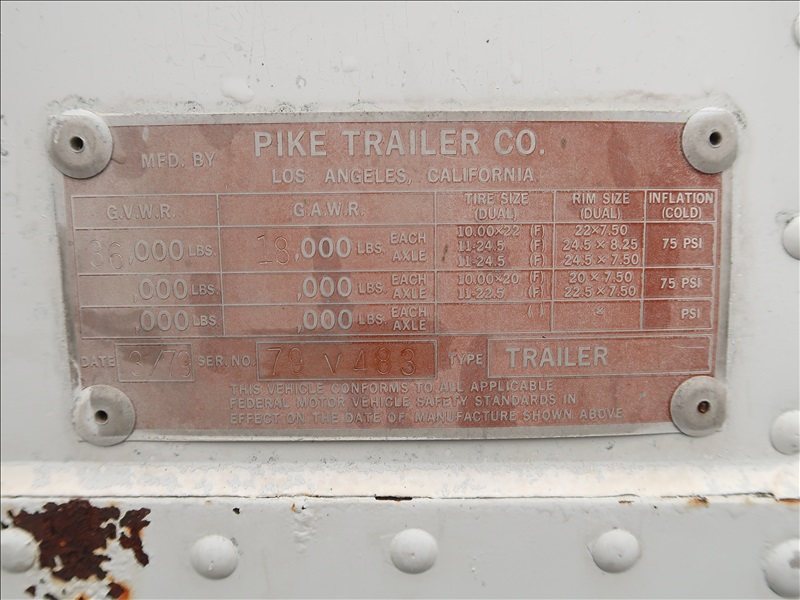 MFD. BY PIKE TRAILER CO.
LOS ANGELES, CALIFORNIA
G.V.W.R. G.A.W.R. TIRE SIZE (DUAL) RIM SIZE (DUAL) INFLATION (COLD)
36,000 LBS. 18,000 LBS. EACH AXLE 10.00×22 (F) 22×7.50 75 PSI
11-24.5 (F) 24.5×8.25
11-24.5 (F) 24.5×7.50
,000 LBS ,000 LBS. EACH AXLE 10.00×20 (F) 20×7.50 75 PSI
11-22.5 (F) 22.5×7.50
,000 LBS ,000 LBS EACH AXLE ( ) × PSI
DATE 3/79 SER. NO. 79 V 483 TYPE TRAILER
THIS VEHICLE CONFORMS TO ALL APPLICABLE
FEDERAL MOTOR VEHICLE SAFETY STANDARDS IN
EFFECT ON THE DATE OF MANUFACTURE SHOWN ABOVE